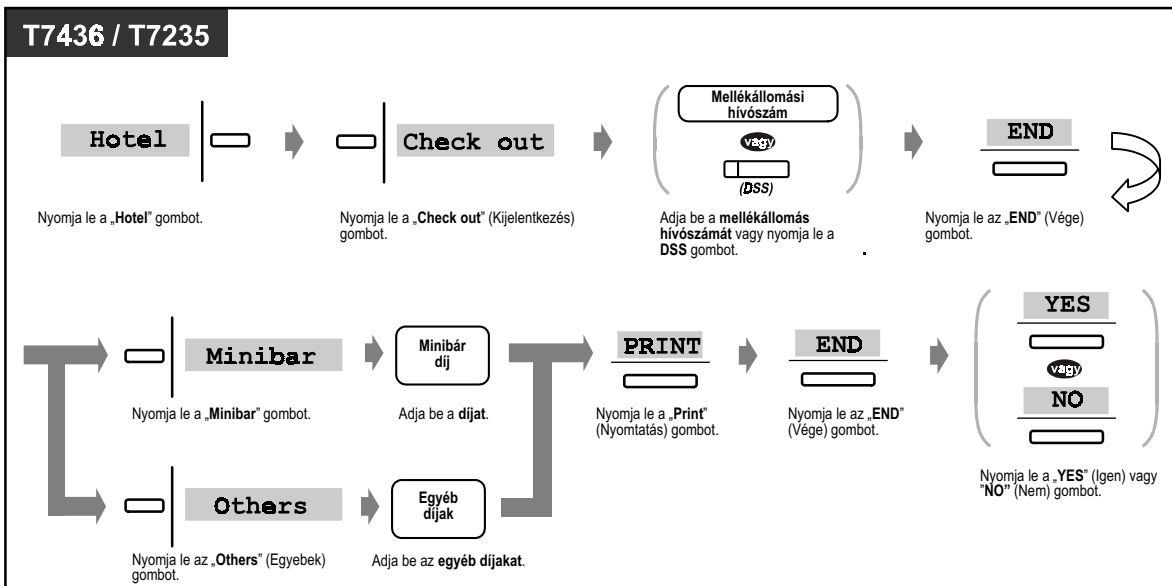 T7436 / T7235
Hotel
Nyomja le a „Hotel” gombot.
Check out
Nyomja le a „Check out” (Kijelentkezés)
gombot.
Mellékállomási
hívószám
vagy
(DSS)
Adja be a mellékállomás
hívószámát vagy nyomja le a
DSS gombot.
END
Nyomja le az „END” (Vége)
gombot.
Minibar
Nyomja le a „Minibar” gombot.
Minibár
díj
Adja be a díjat.
Others
Nyomja le az „Others” (Egyebek)
gombot.
Egyéb
díjak
Adja be az egyéb díjakat.
PRINT
Nyomja le a „Print”
(Nyomtatás) gombot.
END
Nyomja le az „END”
(Vége) gombot.
YES
vagy
NO
Nyomja le a „YES” (Igen) vagy
"NO” (Nem) gombot.